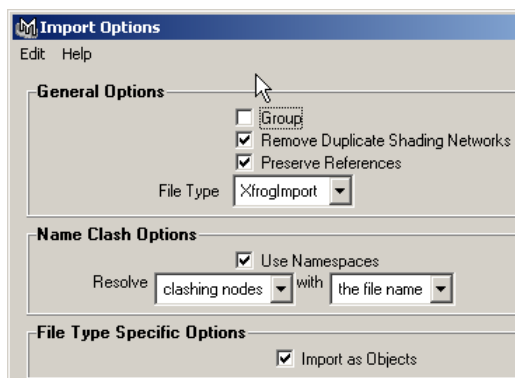 Import Options
Edit Help
General Options
Group
Remove Duplicate Shading Networks
Preserve References
File Type XfrogImport
Name Clash Options
Use Namespaces
Resolve clashing nodes with the file name
File Type Specific Options
Import as Objects